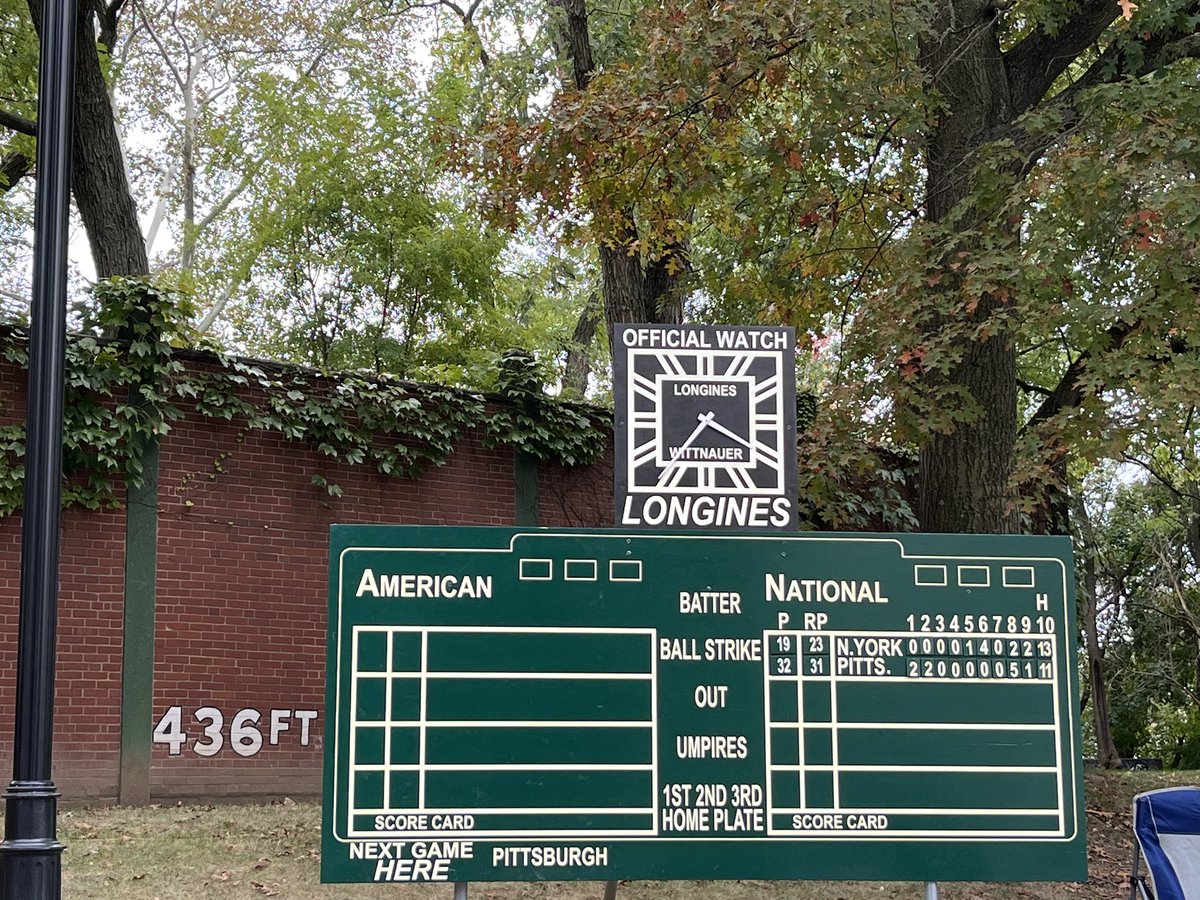 OFFICIAL WATCH
LONGINES
WITTNAUER
LONGINES
AMERICAN
BATTER
NATIONAL
H
P RP 1 2 3 4 5 6 7 8 9 10
BALL STRIKE
19 23 N.YORK 0 0 0 1 4 0 2 2 13
32 31 PITTS. 2 2 0 0 0 0 0 5 1 11
OUT
436FT
UMPIRES
1ST 2ND 3RD
HOME PLATE
SCORE CARD
SCORE CARD
NEXT GAME
HERE
PITTSBURGH